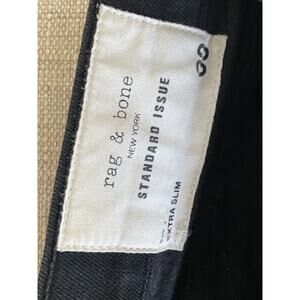 rag & bone
NEW YORK
STANDARD ISSUE
EXTRA SLIM